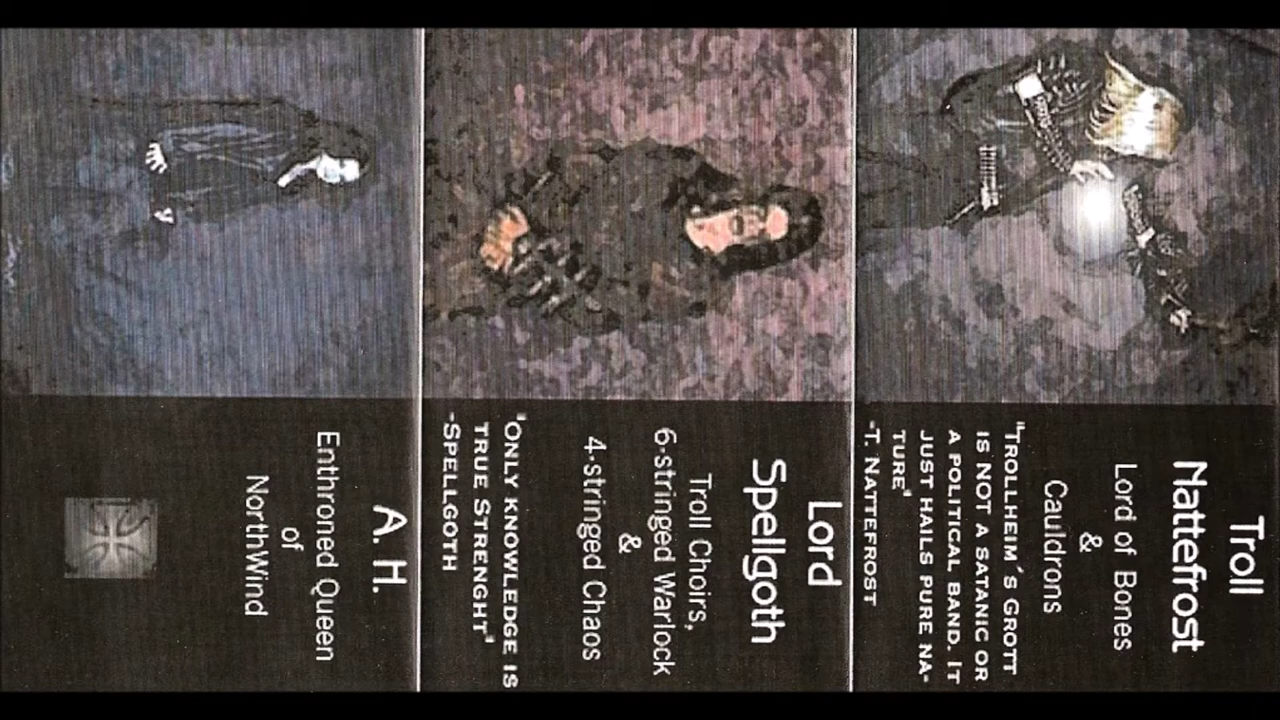 Troll
Nattefrost
Lord of Bones
&
Cauldrons
"TROLLHEIM´S GROTT
IS NOT A SATANIC OR
A POLITICAL BAND. IT
JUST HAILS PURE NA-
TURE"
-T. NATTEFROST
Lord
Spellgoth
Troll Choirs,
6-stringed Warlock
&
4-stringed Chaos
"ONLY KNOWLEDGE IS
TRUE STRENGHT"
-SPELLGOTH
A. H.
Enthroned Queen
of
NorthWind